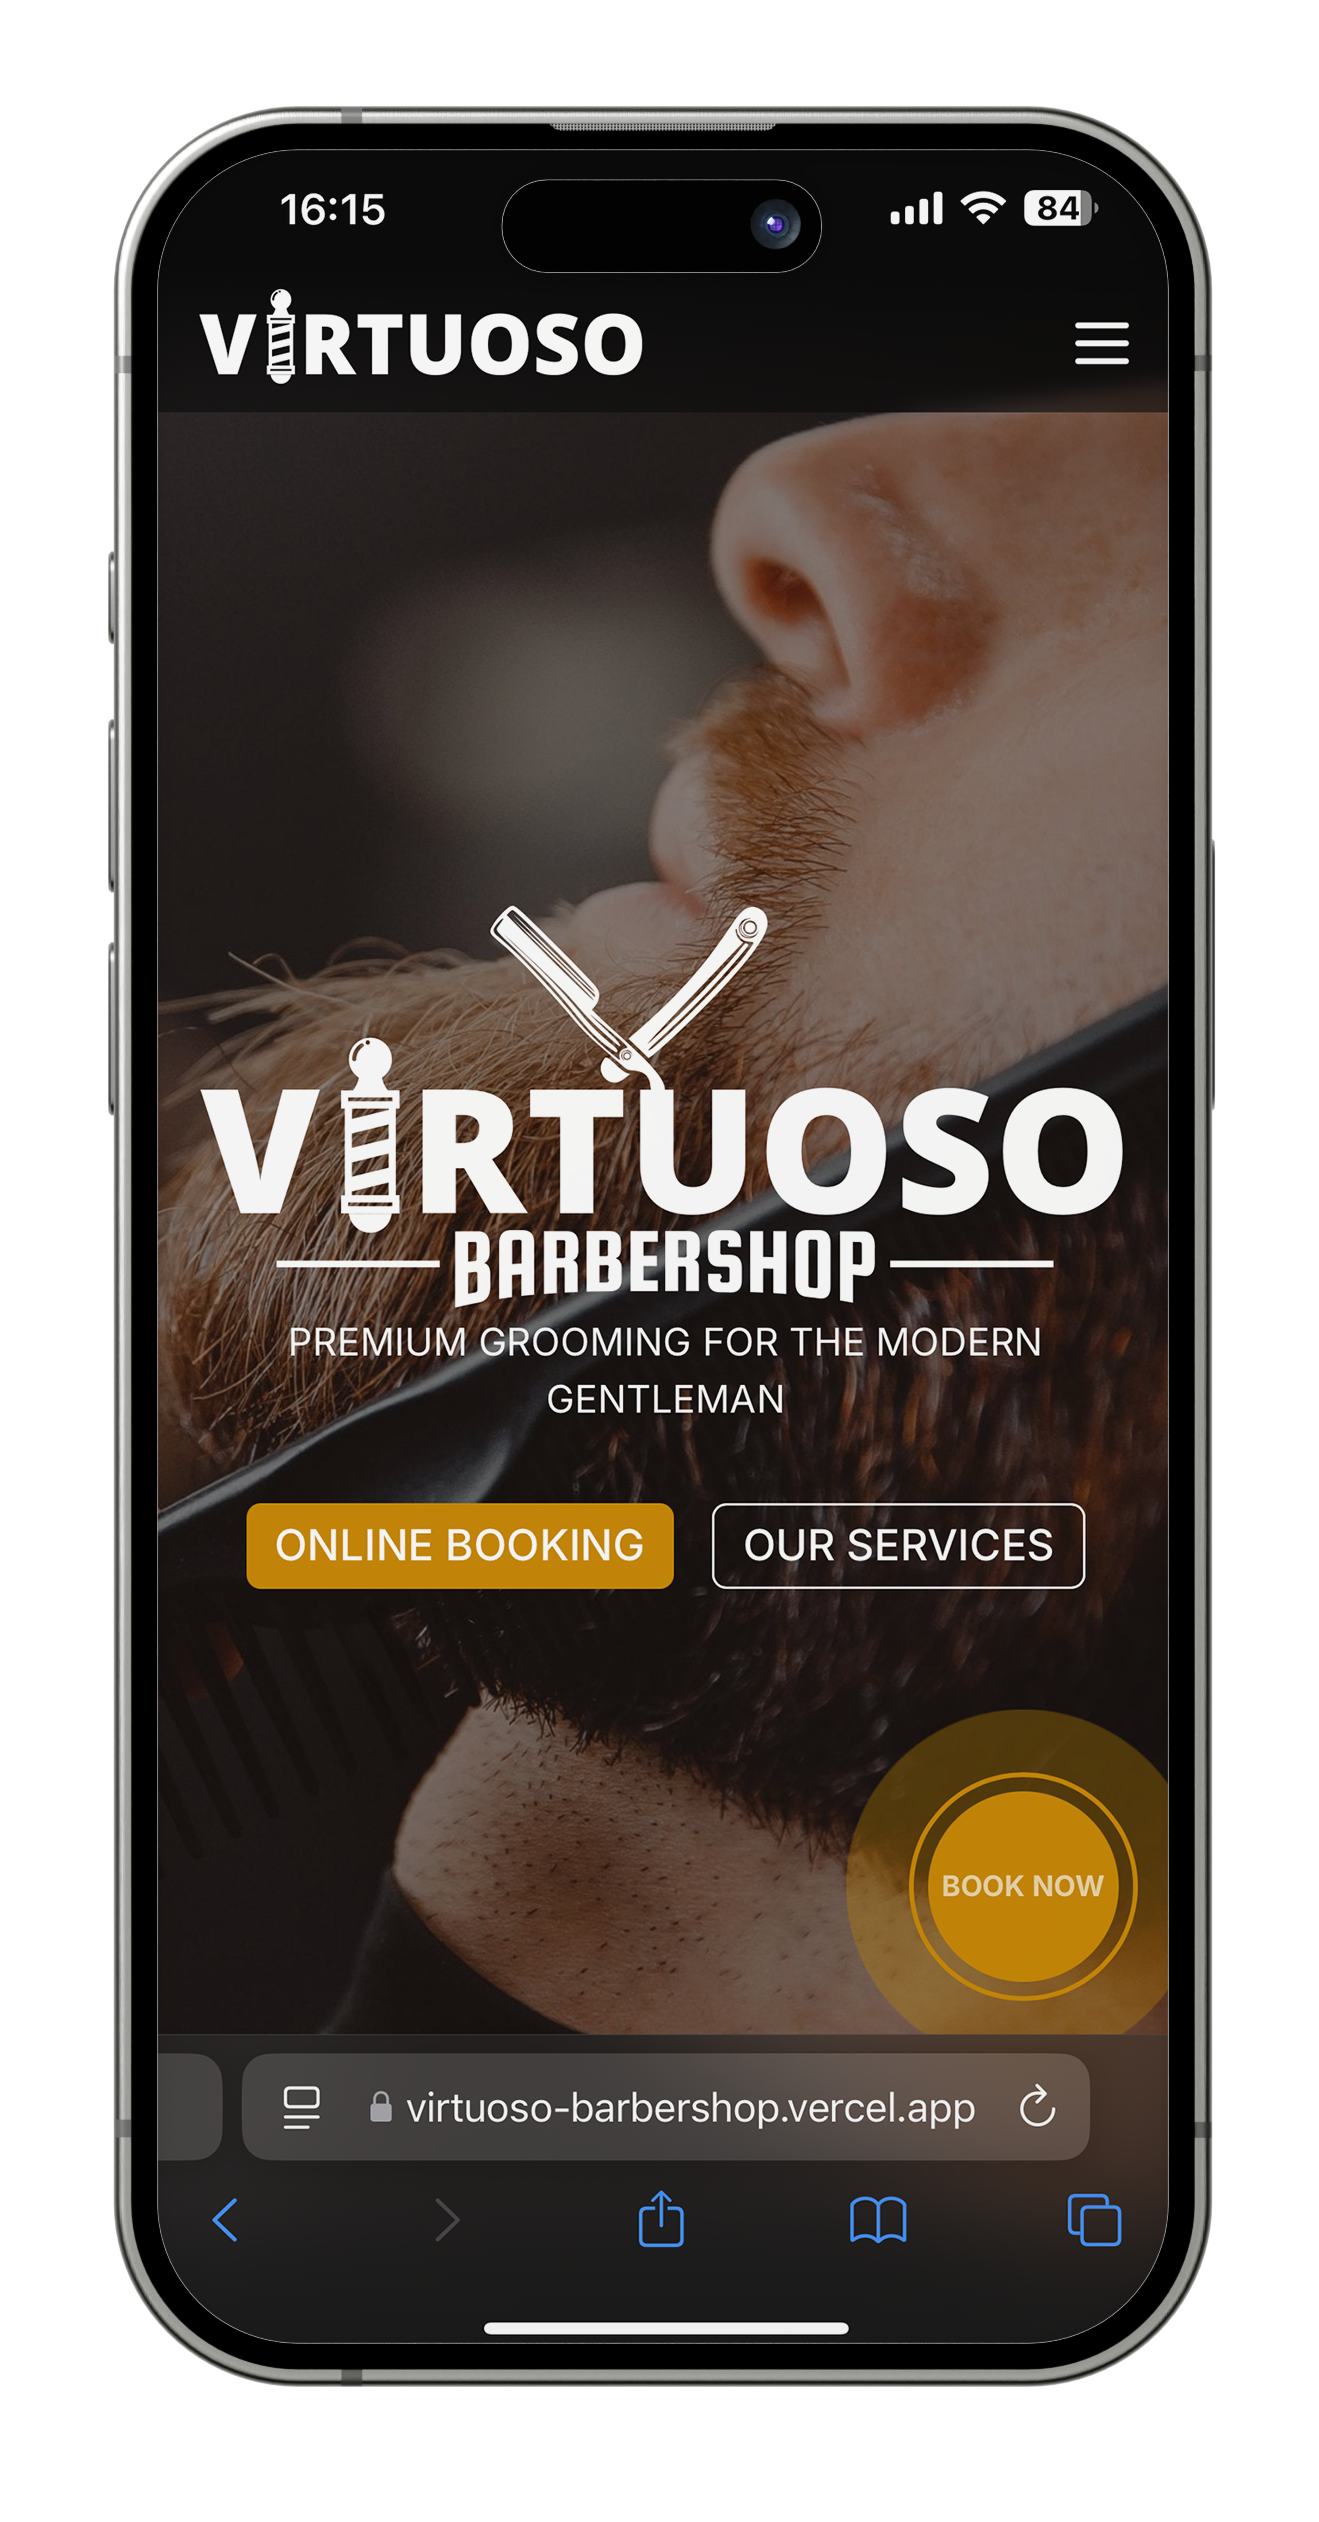 16:15
84
VIRTUOSO
VIRTUOSO
BARBERSHOP
PREMIUM GROOMING FOR THE MODERN
GENTLEMAN
ONLINE BOOKING
OUR SERVICES
BOOK NOW
virtuoso-barbershop.vercel.app